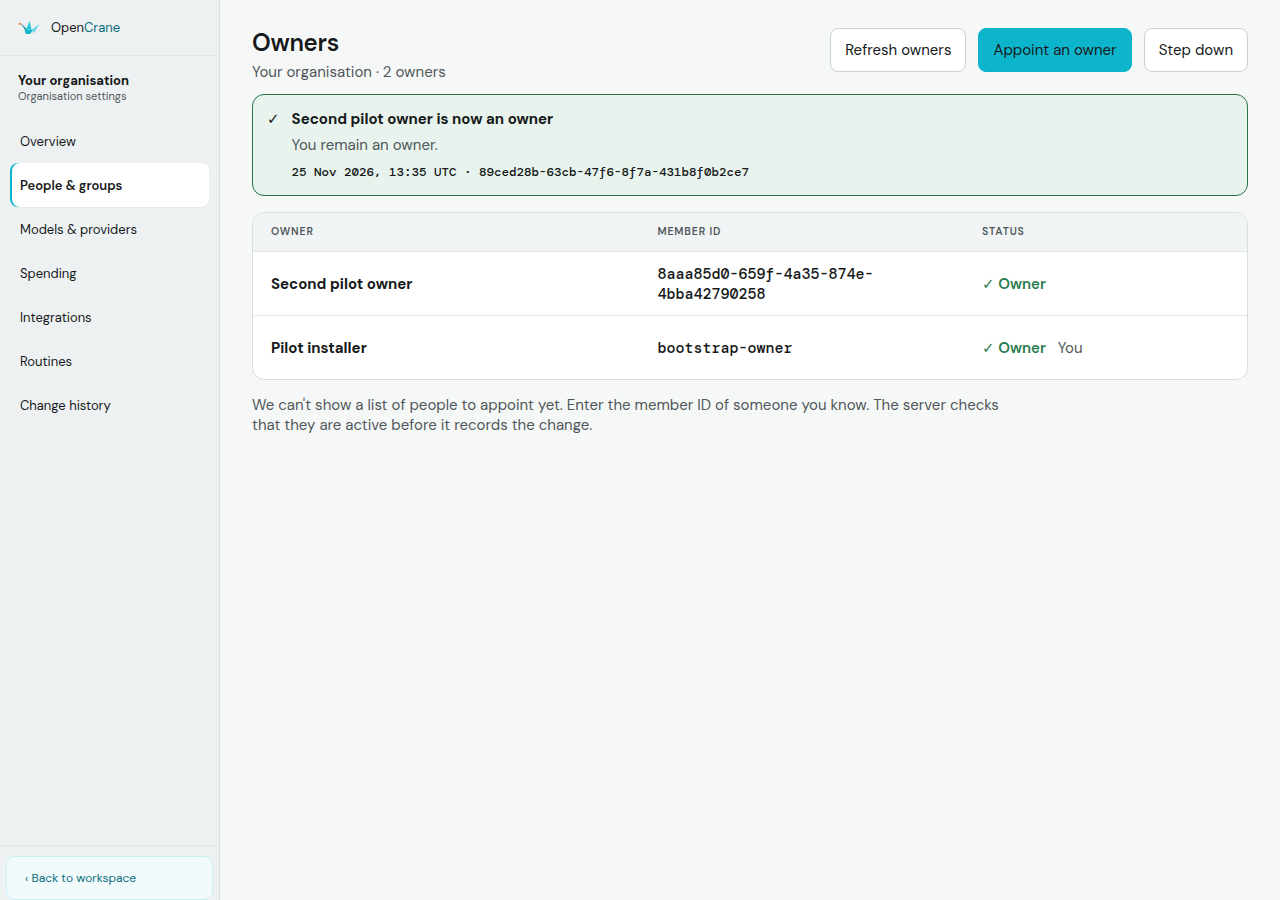 OpenCrane
Your organisation
Organisation settings
Overview
People & groups
Models & providers
Spending
Integrations
Routines
Change history
‹ Back to workspace
Owners
Your organisation · 2 owners
Refresh owners
Appoint an owner
Step down
✓ Second pilot owner is now an owner
You remain an owner.
25 Nov 2026, 13:35 UTC · 89ced28b-63cb-47f6-8f7a-431b8f0b2ce7
OWNER MEMBER ID STATUS
Second pilot owner 8aaa85d0-659f-4a35-874e- ✓ Owner
4bba42790258
Pilot installer bootstrap-owner ✓ Owner You
We can't show a list of people to appoint yet. Enter the member ID of someone you know. The server checks
that they are active before it records the change.